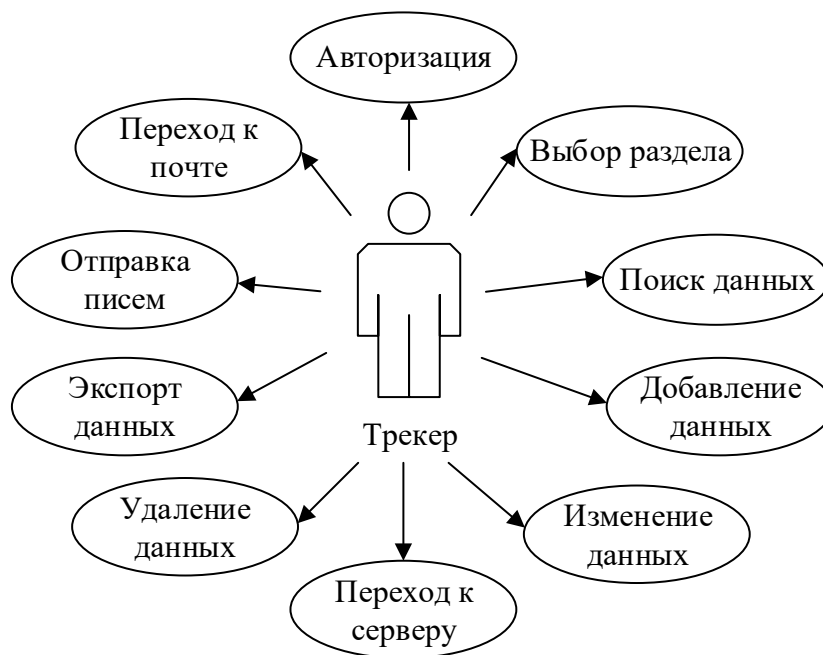 Авторизация
Переход к
почте
Выбор раздела
Отправка
писем
Поиск данных
Экспорт
данных
Добавление
данных
Трекер
Удаление
данных
Изменение
данных
Переход к
серверу